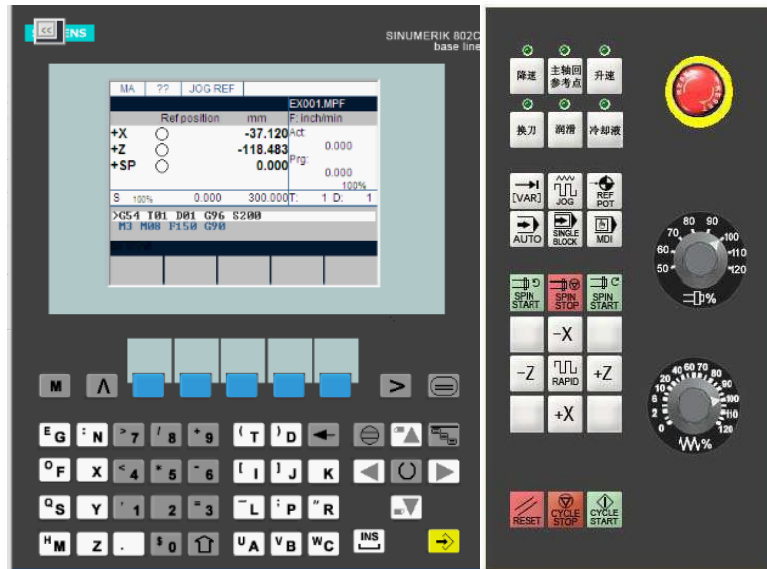 <<
ENS
SINUMERIK 802C
base line
MA ?? JOG REF
EX001.MPF
Ref position mm F: inch/min
+X -37.120 Act:
0.000
+Z -118.483
Prg:
+SP 0.000
0.000
100%
S 100% 0.000 300.000 T: 1 D: 1
>G54 T01 D01 G96 S200
M3 M08 F150 G90
M Λ >
E G : N > 7 / 8 + 9 ( T ) D
O F X < 4 * 5 - 6 [ I ] J K
Q S Y ' 1 2 = 3 ~ L ; P " R
# M Z . $ 0 U A V B W C INS
降速 主轴回参考点 升速
换刀 润滑 冷却液
[VAR] JOG REF POT
AUTO SINGLE BLOCK MDI
SPIN START SPIN STOP SPIN START
-X
-Z RAPID +Z
+X
RESET CYCLE STOP CYCLE START
50 60 70 80 90 100 110 120
%
0 2 6 10 20 40 60 70 80 90 100 110 120
%